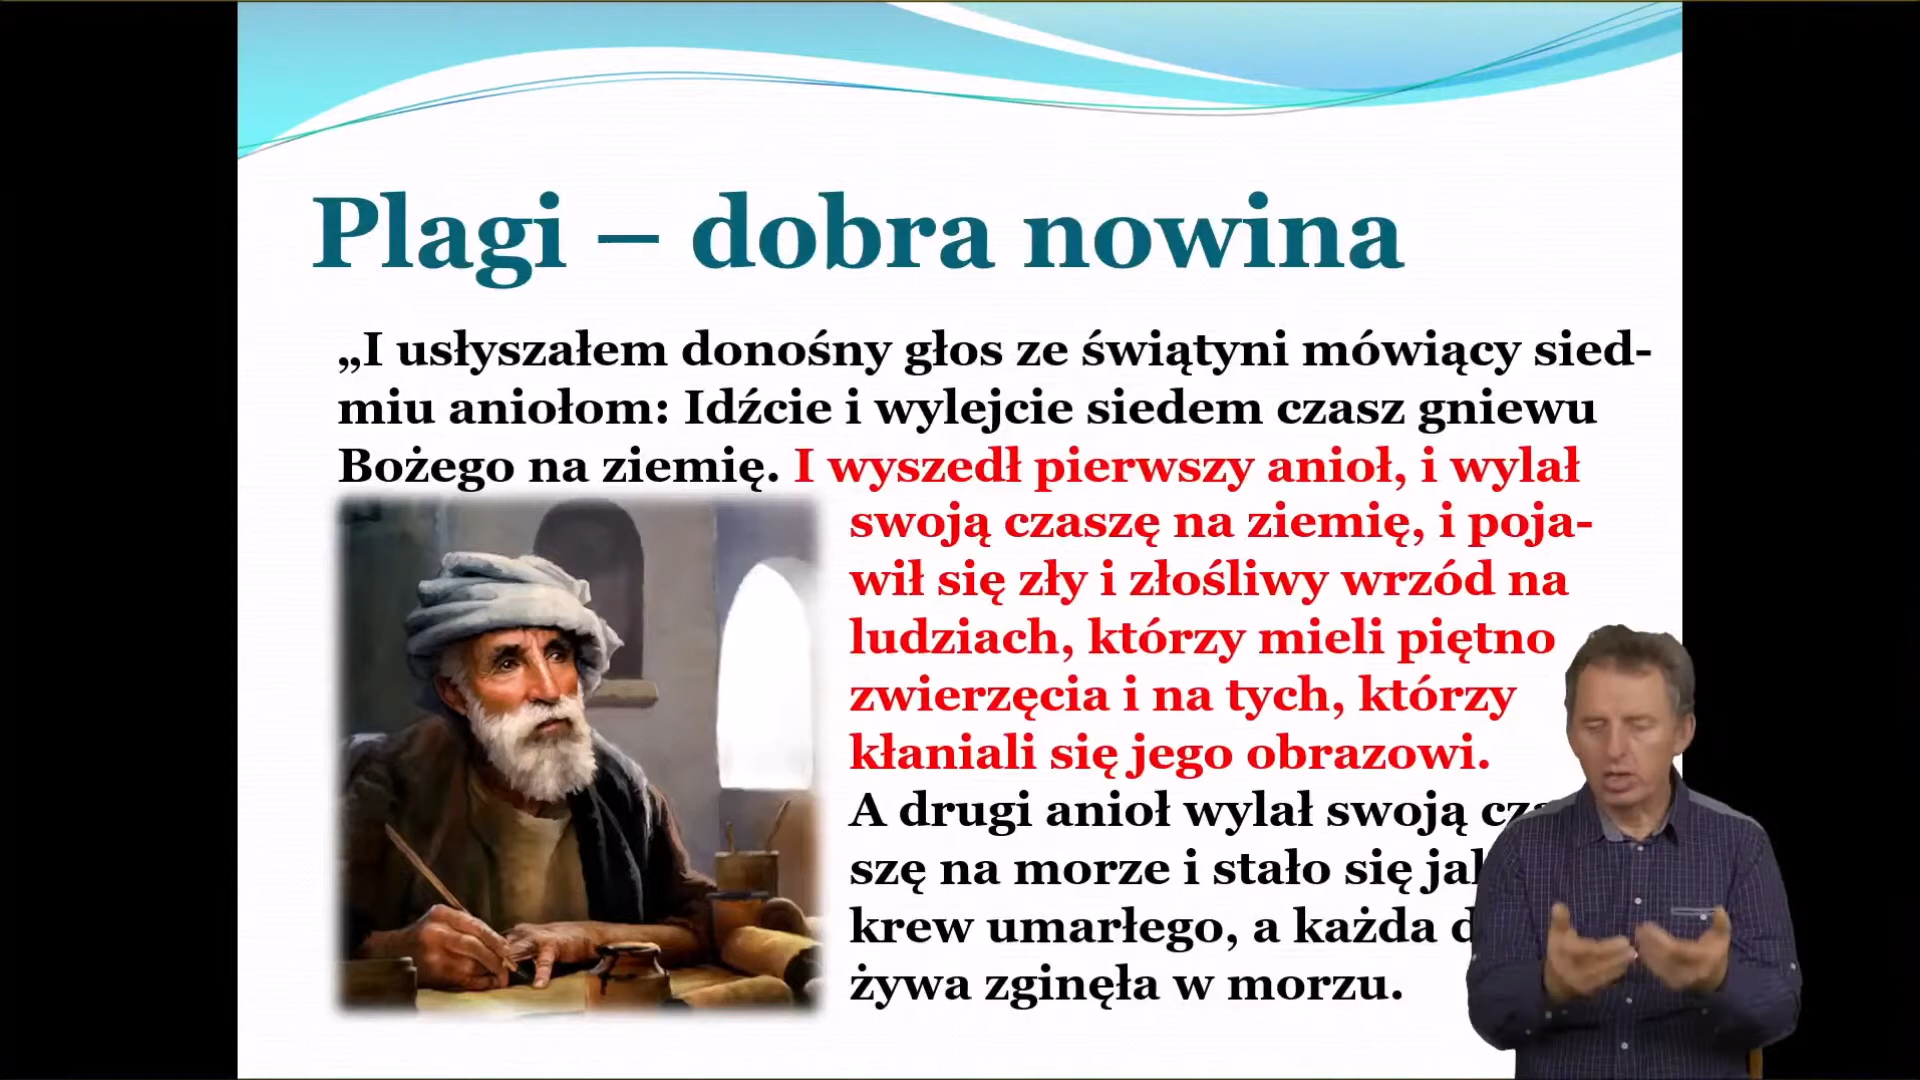 Plagi – dobra nowina
„I usłyszałem donośny głos ze świątyni mówiący sied-
miu aniołom: Idźcie i wylejcie siedem czasz gniewu
Bożego na ziemię. I wyszedł pierwszy anioł, i wylał
swoją czaszę na ziemię, i poja-
wił się zły i złośliwy wrzód na
ludziach, którzy mieli piętno
zwierzęcia i na tych, którzy
kłaniali się jego obrazowi.
A drugi anioł wylał swoją
szę na morze i stało się
krew umarłego, a każda
żywa zginęła w morzu.